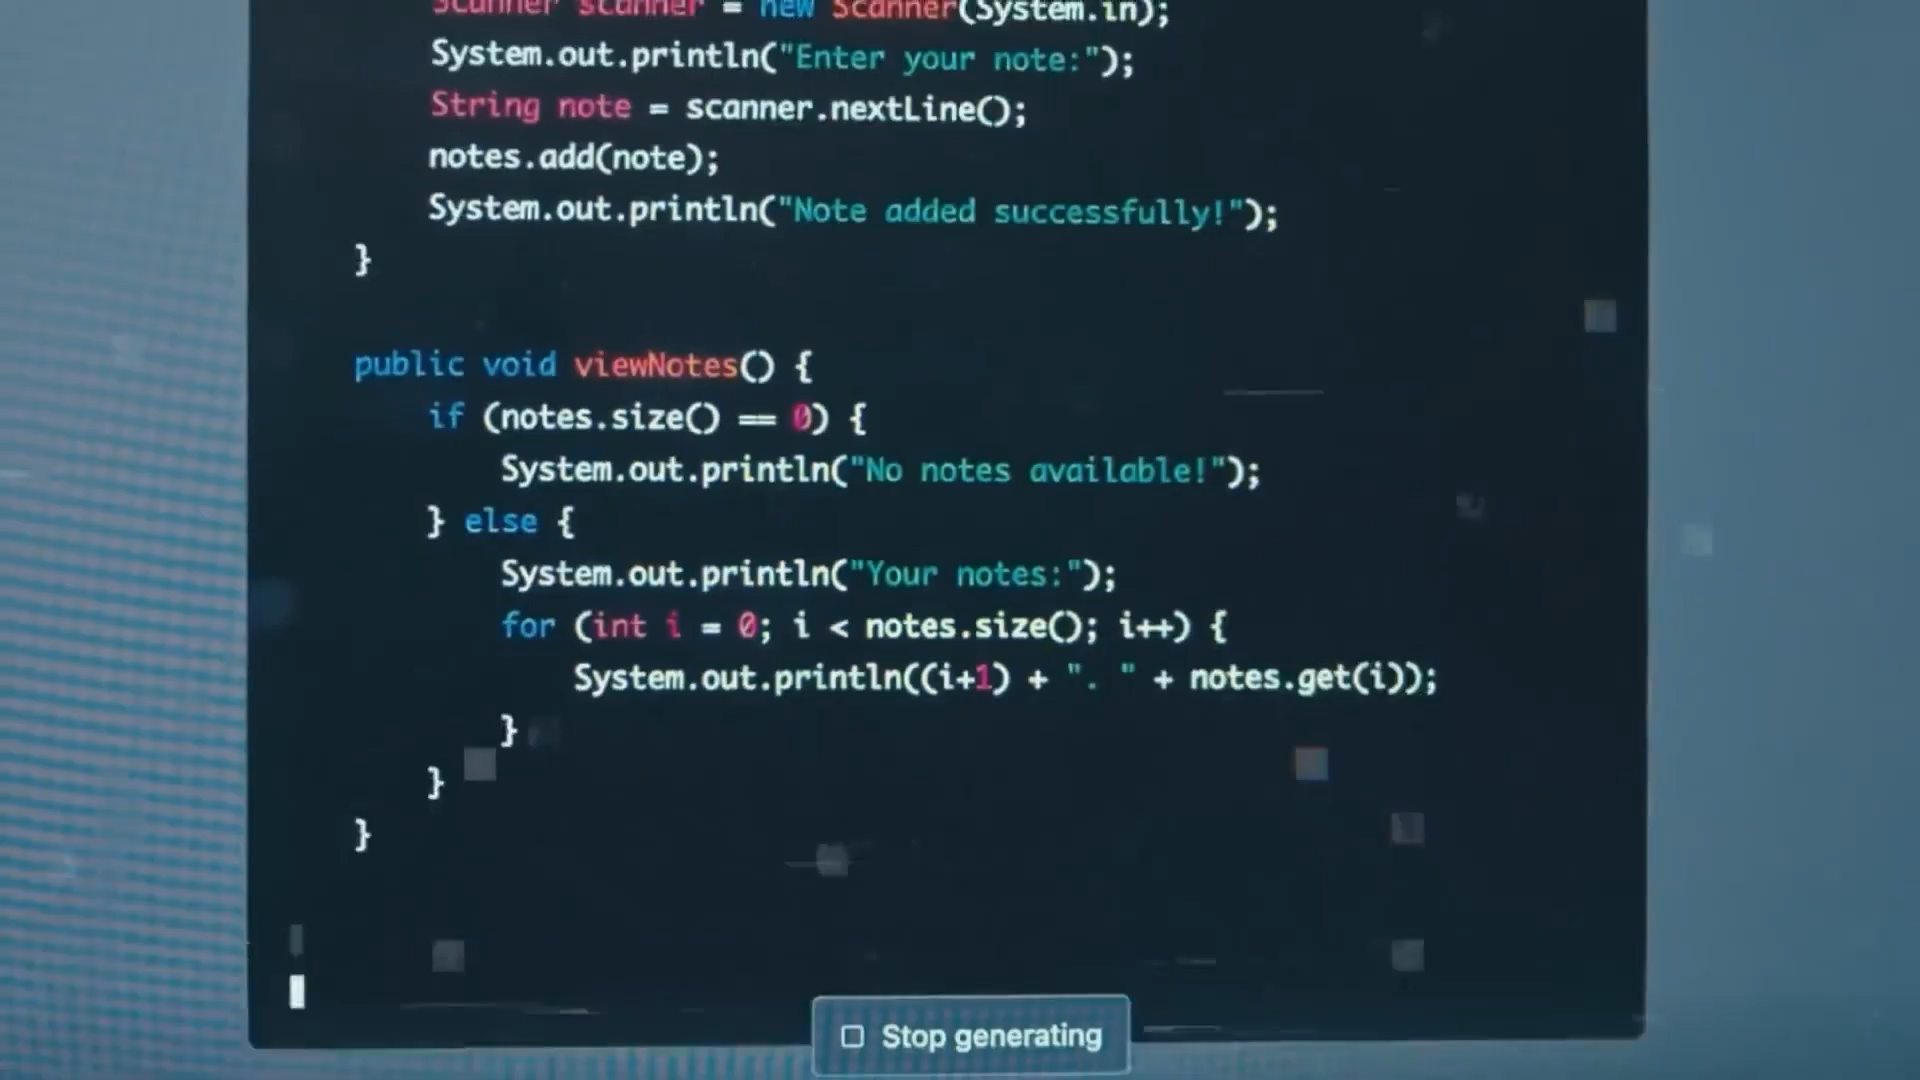 Scanner scanner = new Scanner(System.in);
System.out.println("Enter your note:");
String note = scanner.nextLine();
notes.add(note);
System.out.println("Note added successfully!");
}
public void viewNotes() {
if (notes.size() == 0) {
System.out.println("No notes available!");
} else {
System.out.println("Your notes:");
for (int i = 0; i < notes.size(); i++) {
System.out.println((i+1) + ". " + notes.get(i));
}
}
}
Stop generating